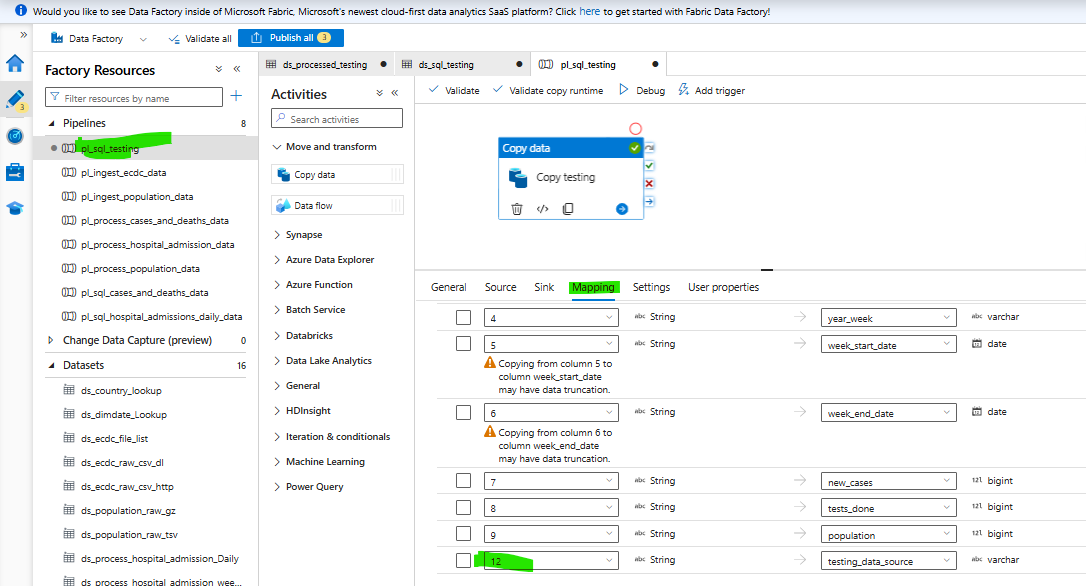 Would you like to see Data Factory inside of Microsoft Fabric, Microsoft's newest cloud-first data analytics SaaS platform? Click here to get started with Fabric Data Factory!
Data Factory
Validate all
Publish all 3
Factory Resources
Filter resources by name
Pipelines 8
pl_sql_testing
pl_ingest_ecdc_data
pl_ingest_population_data
pl_process_cases_and_deaths_data
pl_process_hospital_admission_data
pl_process_population_data
pl_sql_cases_and_deaths_data
pl_sql_hospital_admissions_daily_data
Change Data Capture (preview) 0
Datasets 16
ds_country_lookup
ds_dimdate_Lookup
ds_ecdc_file_list
ds_ecdc_raw_csv_dl
ds_ecdc_raw_csv_http
ds_population_raw_gz
ds_population_raw_tsv
ds_process_hospital_admission_Daily
ds_process_hospital_admission_wee...
3
ds_processed_testing
ds_sql_testing
pl_sql_testing
Activities
Search activities
Move and transform
Copy data
Data flow
Synapse
Azure Data Explorer
Azure Function
Batch Service
Databricks
Data Lake Analytics
General
HDInsight
Iteration & conditionals
Machine Learning
Power Query
Validate
Validate copy runtime
Debug
Add trigger
Copy data
Copy testing
General Source Sink Mapping Settings User properties
4 abc String year_week abc varchar
5 abc String week_start_date date
Copying from column 5 to
column week_start_date
may have data truncation.
6 abc String week_end_date date
Copying from column 6 to
column week_end_date
may have data truncation.
7 abc String new_cases 12l bigint
8 abc String tests_done 12l bigint
9 abc String population 12l bigint
12 abc String testing_data_source abc varchar